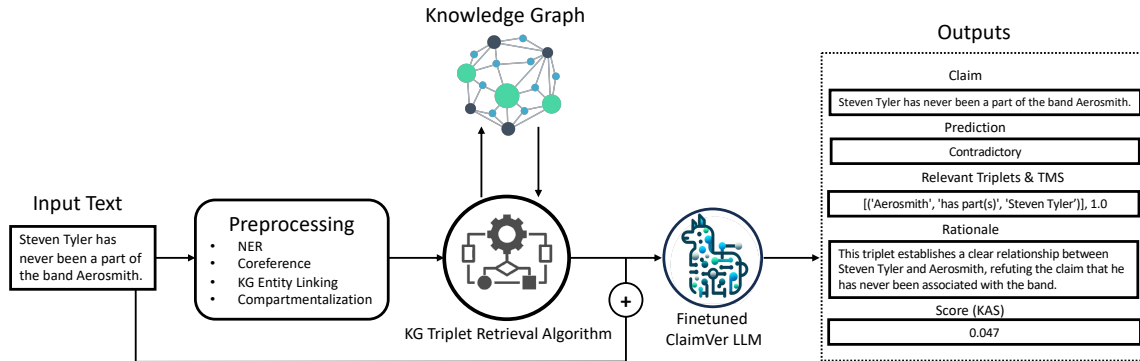 Knowledge Graph
Input Text
Steven Tyler has
never been a part of
the band Aerosmith.
Preprocessing
• NER
• Coreference
• KG Entity Linking
• Compartmentalization
KG Triplet Retrieval Algorithm
+
Finetuned
ClaimVer LLM
Outputs
Claim
Steven Tyler has never been a part of the band Aerosmith.
Prediction
Contradictory
Relevant Triplets & TMS
[('Aerosmith', 'has part(s)', 'Steven Tyler')], 1.0
Rationale
This triplet establishes a clear relationship between
Steven Tyler and Aerosmith, refuting the claim that he
has never been associated with the band.
Score (KAS)
0.047